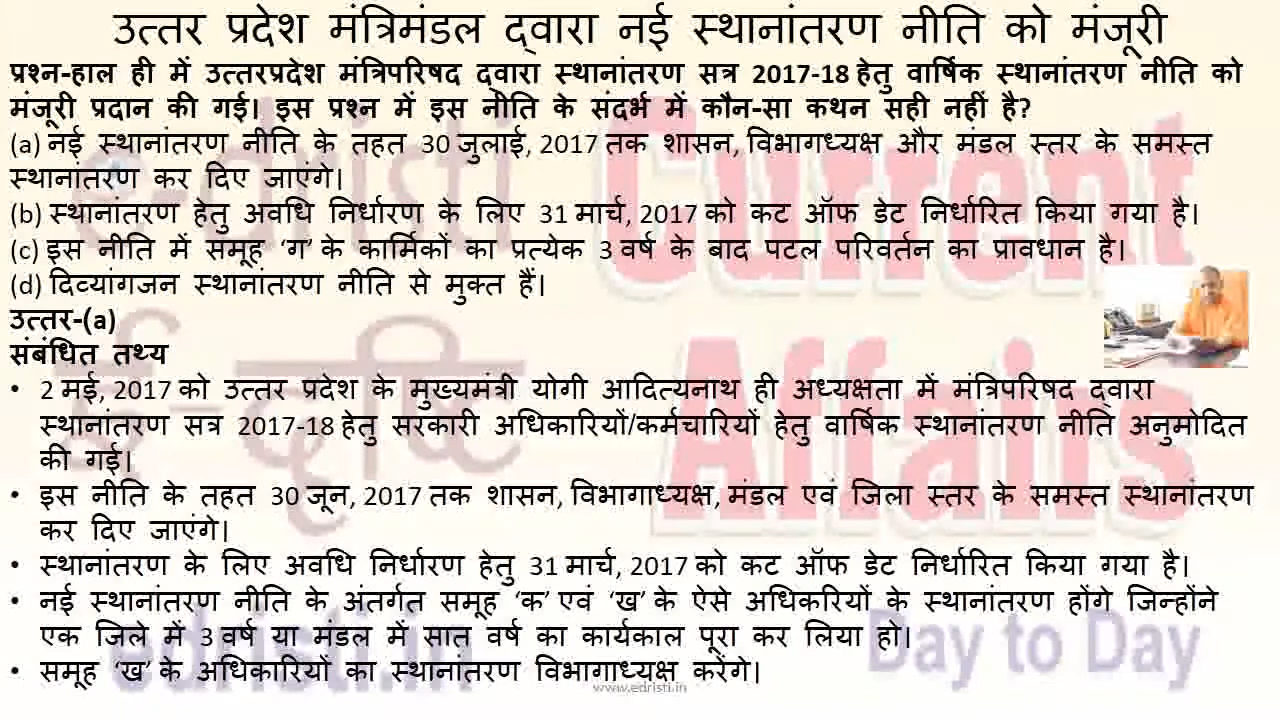 उत्तर प्रदेश मंत्रिमंडल द्वारा नई स्थानांतरण नीति को मंजूरी
प्रश्न-हाल ही में उत्तरप्रदेश मंत्रिपरिषद द्वारा स्थानांतरण सत्र 2017-18 हेतु वार्षिक स्थानांतरण नीति को
मंजूरी प्रदान की गई। इस प्रश्न में इस नीति के संदर्भ में कौन-सा कथन सही नहीं है?
(a) नई स्थानांतरण नीति के तहत 30 जुलाई, 2017 तक शासन, विभागध्यक्ष और मंडल स्तर के समस्त
स्थानांतरण कर दिए जाएंगे।
(b) स्थानांतरण हेतु अवधि निर्धारण के लिए 31 मार्च, 2017 को कट ऑफ डेट निर्धारित किया गया है।
(c) इस नीति में समूह ‘ग’ के कार्मिकों का प्रत्येक 3 वर्ष के बाद पटल परिवर्तन का प्रावधान है।
(d) दिव्यांगजन स्थानांतरण नीति से मुक्त हैं।
उत्तर-(a)
संबंधित तथ्य
• 2 मई, 2017 को उत्तर प्रदेश के मुख्यमंत्री योगी आदित्यनाथ ही अध्यक्षता में मंत्रिपरिषद द्वारा
स्थानांतरण सत्र 2017-18 हेतु सरकारी अधिकारियों/कर्मचारियों हेतु वार्षिक स्थानांतरण नीति अनुमोदित
की गई।
• इस नीति के तहत 30 जून, 2017 तक शासन, विभागाध्यक्ष, मंडल एवं जिला स्तर के समस्त स्थानांतरण
कर दिए जाएंगे।
• स्थानांतरण के लिए अवधि निर्धारण हेतु 31 मार्च, 2017 को कट ऑफ डेट निर्धारित किया गया है।
• नई स्थानांतरण नीति के अंतर्गत समूह ‘क’ एवं ‘ख’ के ऐसे अधिकरियों के स्थानांतरण होंगे जिन्होंने
एक जिले में 3 वर्ष या मंडल में सात वर्ष का कार्यकाल पूरा कर लिया हो।
• समूह ‘ख’ के अधिकारियों का स्थानांतरण विभागाध्यक्ष करेंगे।
www.edristi.in
e-dristi
ई-दृष्टि
edristi.in
Current
Affairs
Day to Day